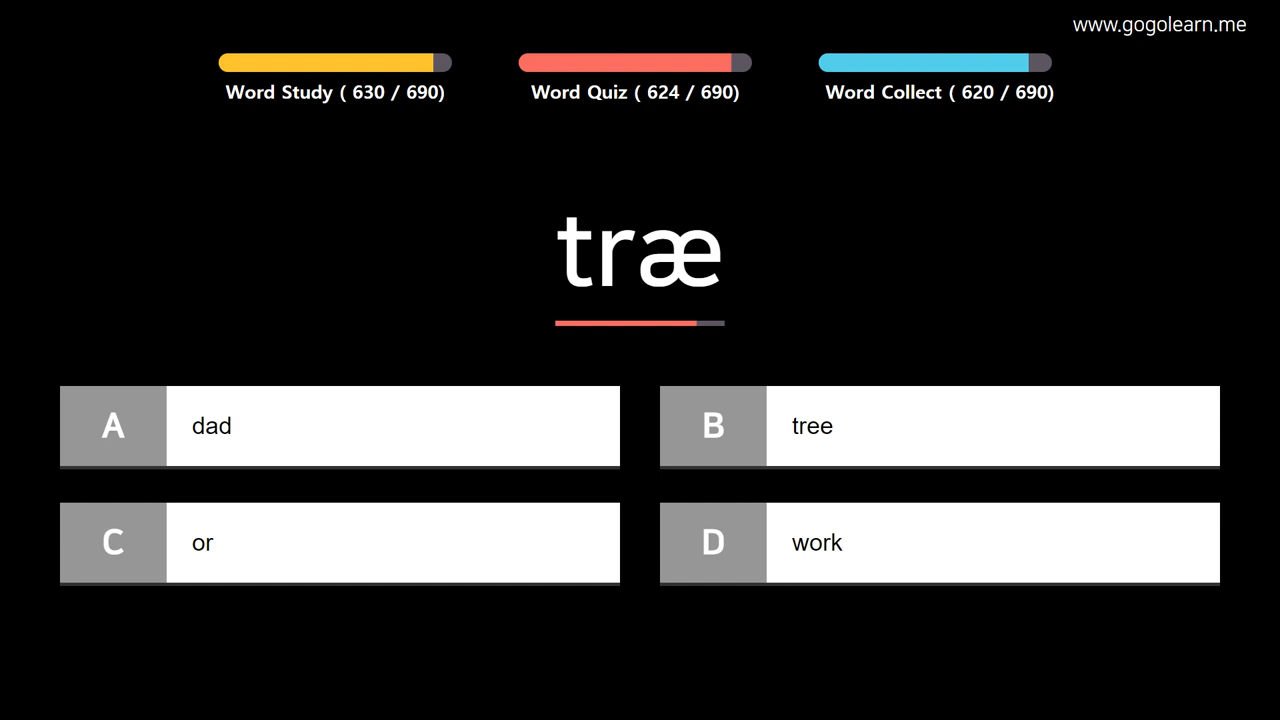 www.gogolearn.me
Word Study ( 630 / 690)
Word Quiz ( 624 / 690)
Word Collect ( 620 / 690)
træ
A dad
B tree
C or
D work